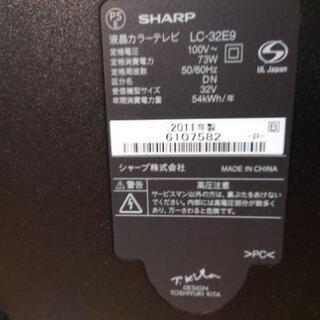 PS
E
SHARP
液晶カラーテレビ LC-32E9
定格電圧 100V~
定格消費電力 73W
定格周波数 50/60Hz
区分名 DN
受信機型サイズ 32V
年間消費電力量 54kWh/年
UL Japan
2011年製
6107582 -P-
シャープ株式会社 MADE IN CHINA
警告 高圧注意
サービスマン以外の方は、裏ぶたをあけないで
ください。内部には高電圧部分が数多く
あり、万一さわると危険です。
>PC<
T. Kita
DESIGN
TOSHIYUKI KITA